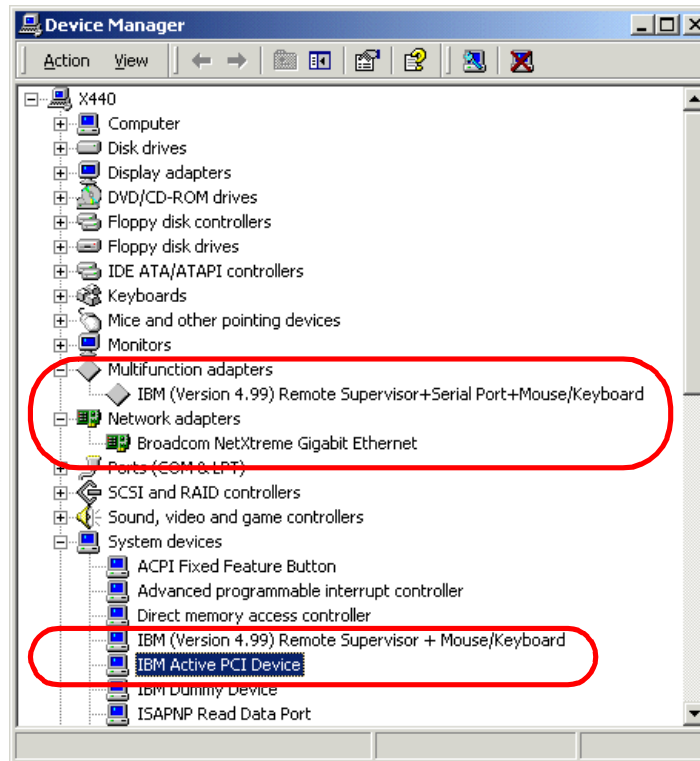 Device Manager
Action View
X440
Computer
Disk drives
Display adapters
DVD/CD-ROM drives
Floppy disk controllers
Floppy disk drives
IDE ATA/ATAPI controllers
Keyboards
Mice and other pointing devices
Monitors
Multifunction adapters
IBM (Version 4.99) Remote Supervisor+Serial Port+Mouse/Keyboard
Network adapters
Broadcom NetXtreme Gigabit Ethernet
Ports (COM & LPT)
SCSI and RAID controllers
Sound, video and game controllers
System devices
ACPI Fixed Feature Button
Advanced programmable interrupt controller
Direct memory access controller
IBM (Version 4.99) Remote Supervisor + Mouse/Keyboard
IBM Active PCI Device
IBM Dummy Device
ISAPNP Read Data Port